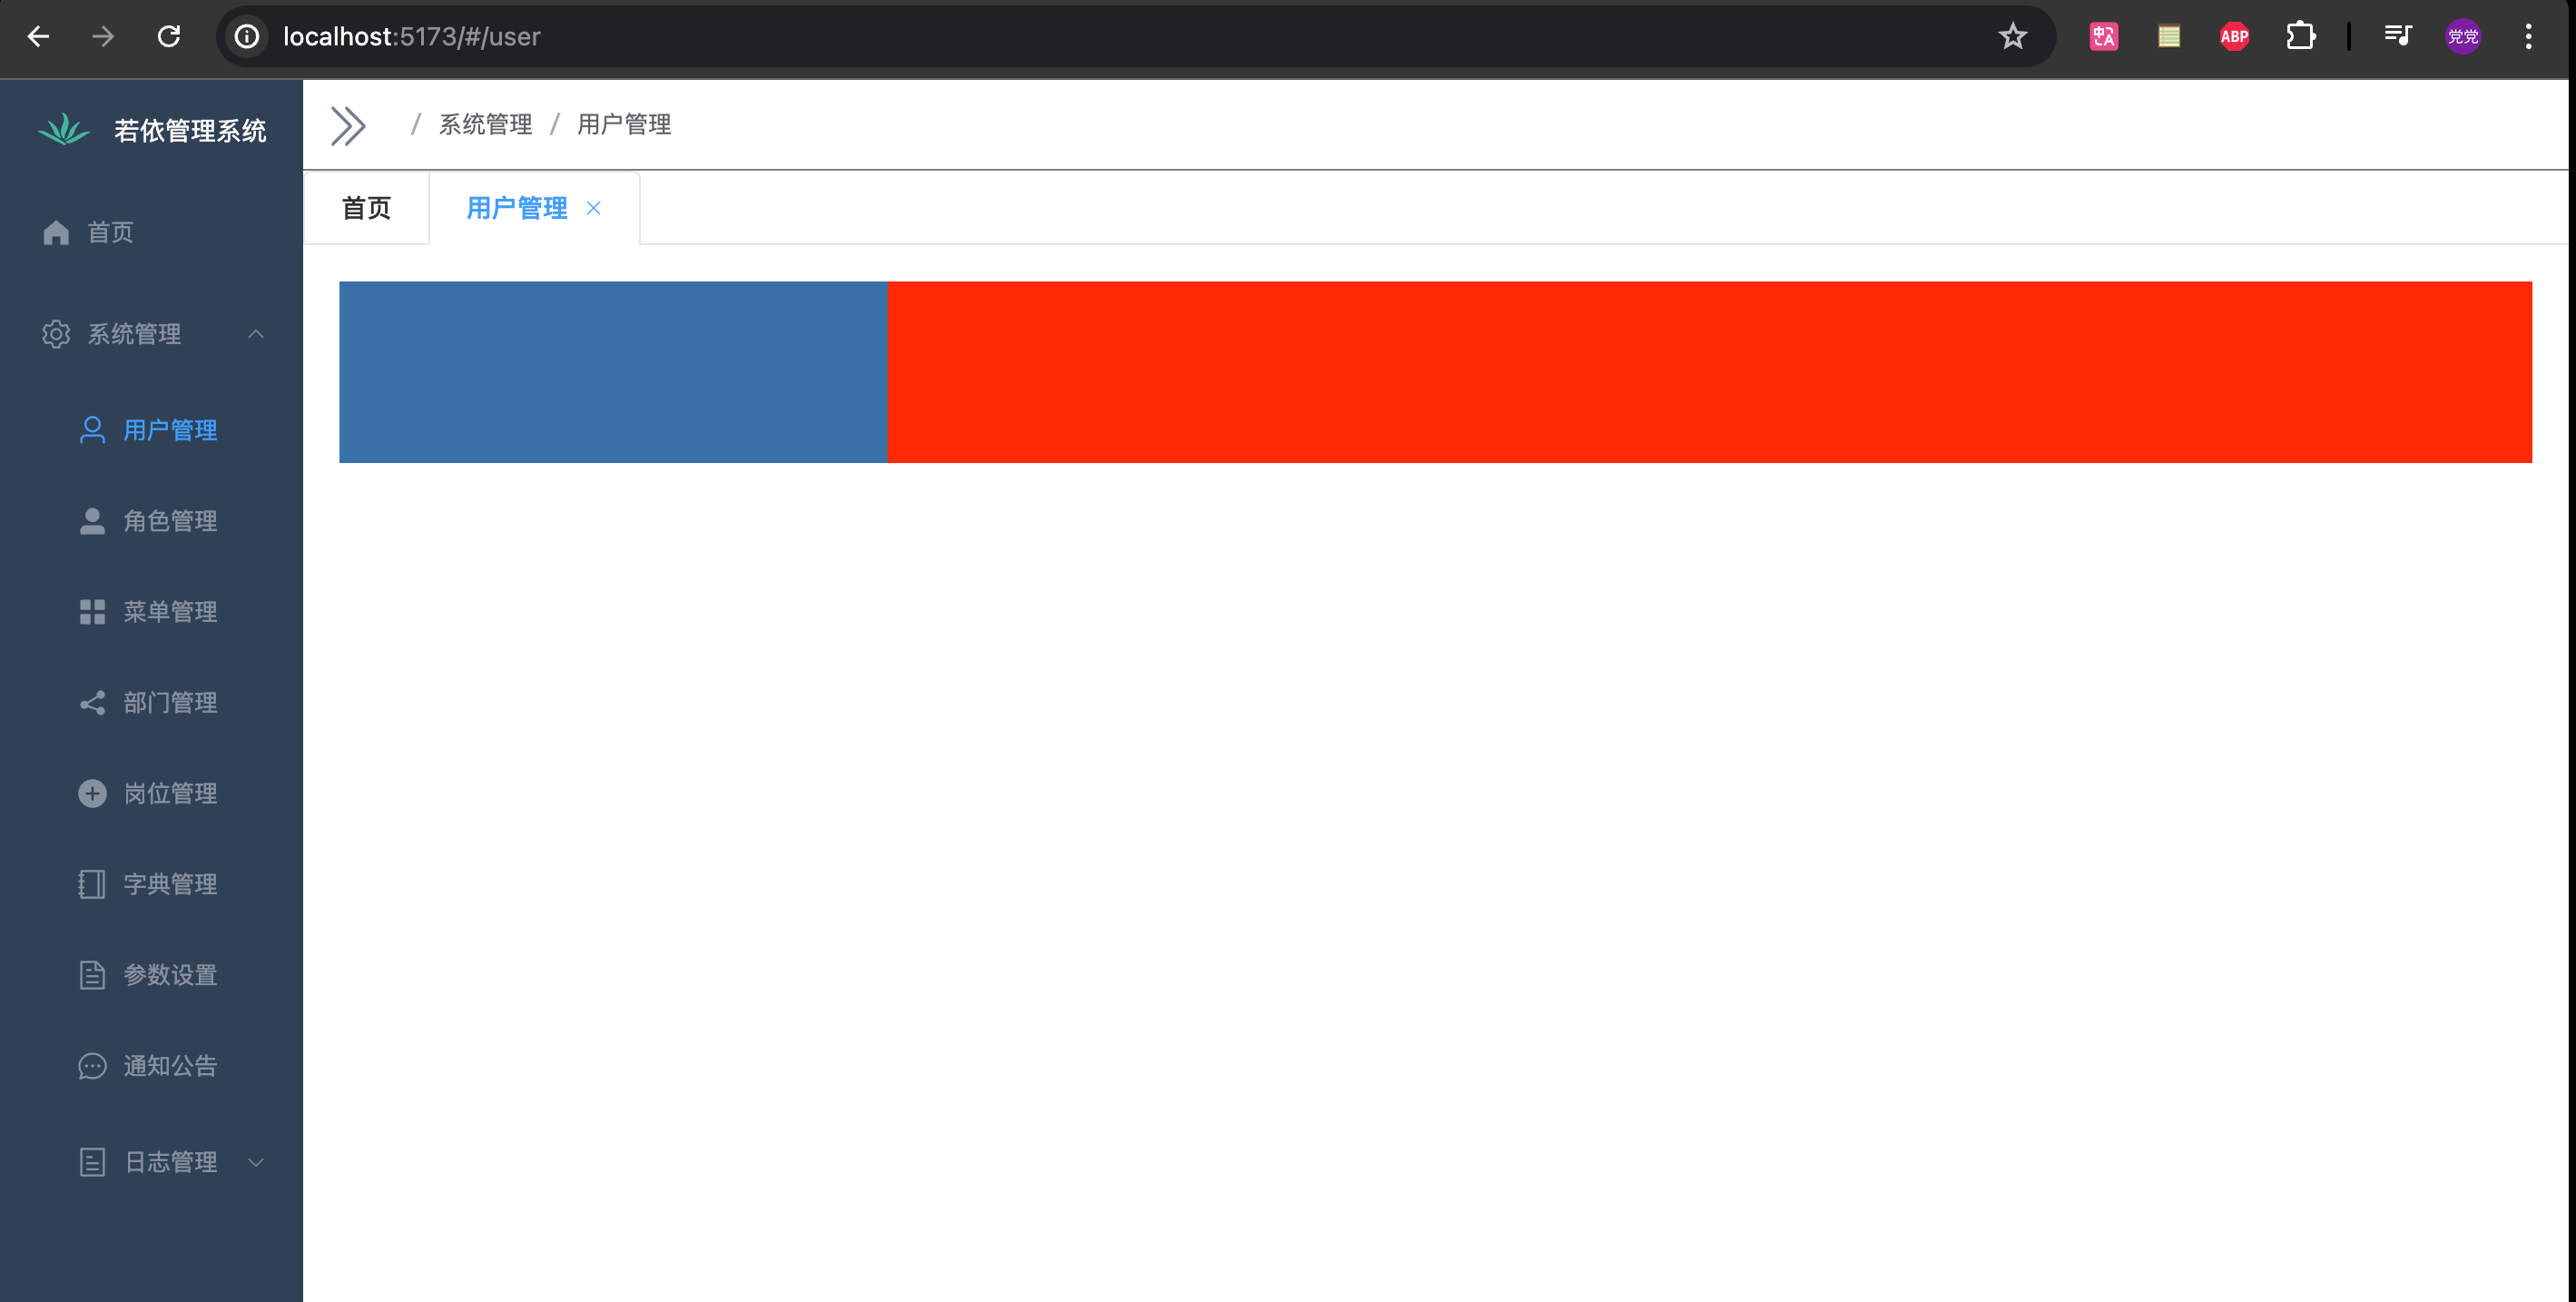 localhost:5173/#/user
中A
ABP
党党
若依管理系统
/ 系统管理 / 用户管理
首页 用户管理
首页
系统管理
用户管理
角色管理
菜单管理
部门管理
岗位管理
字典管理
参数设置
通知公告
日志管理